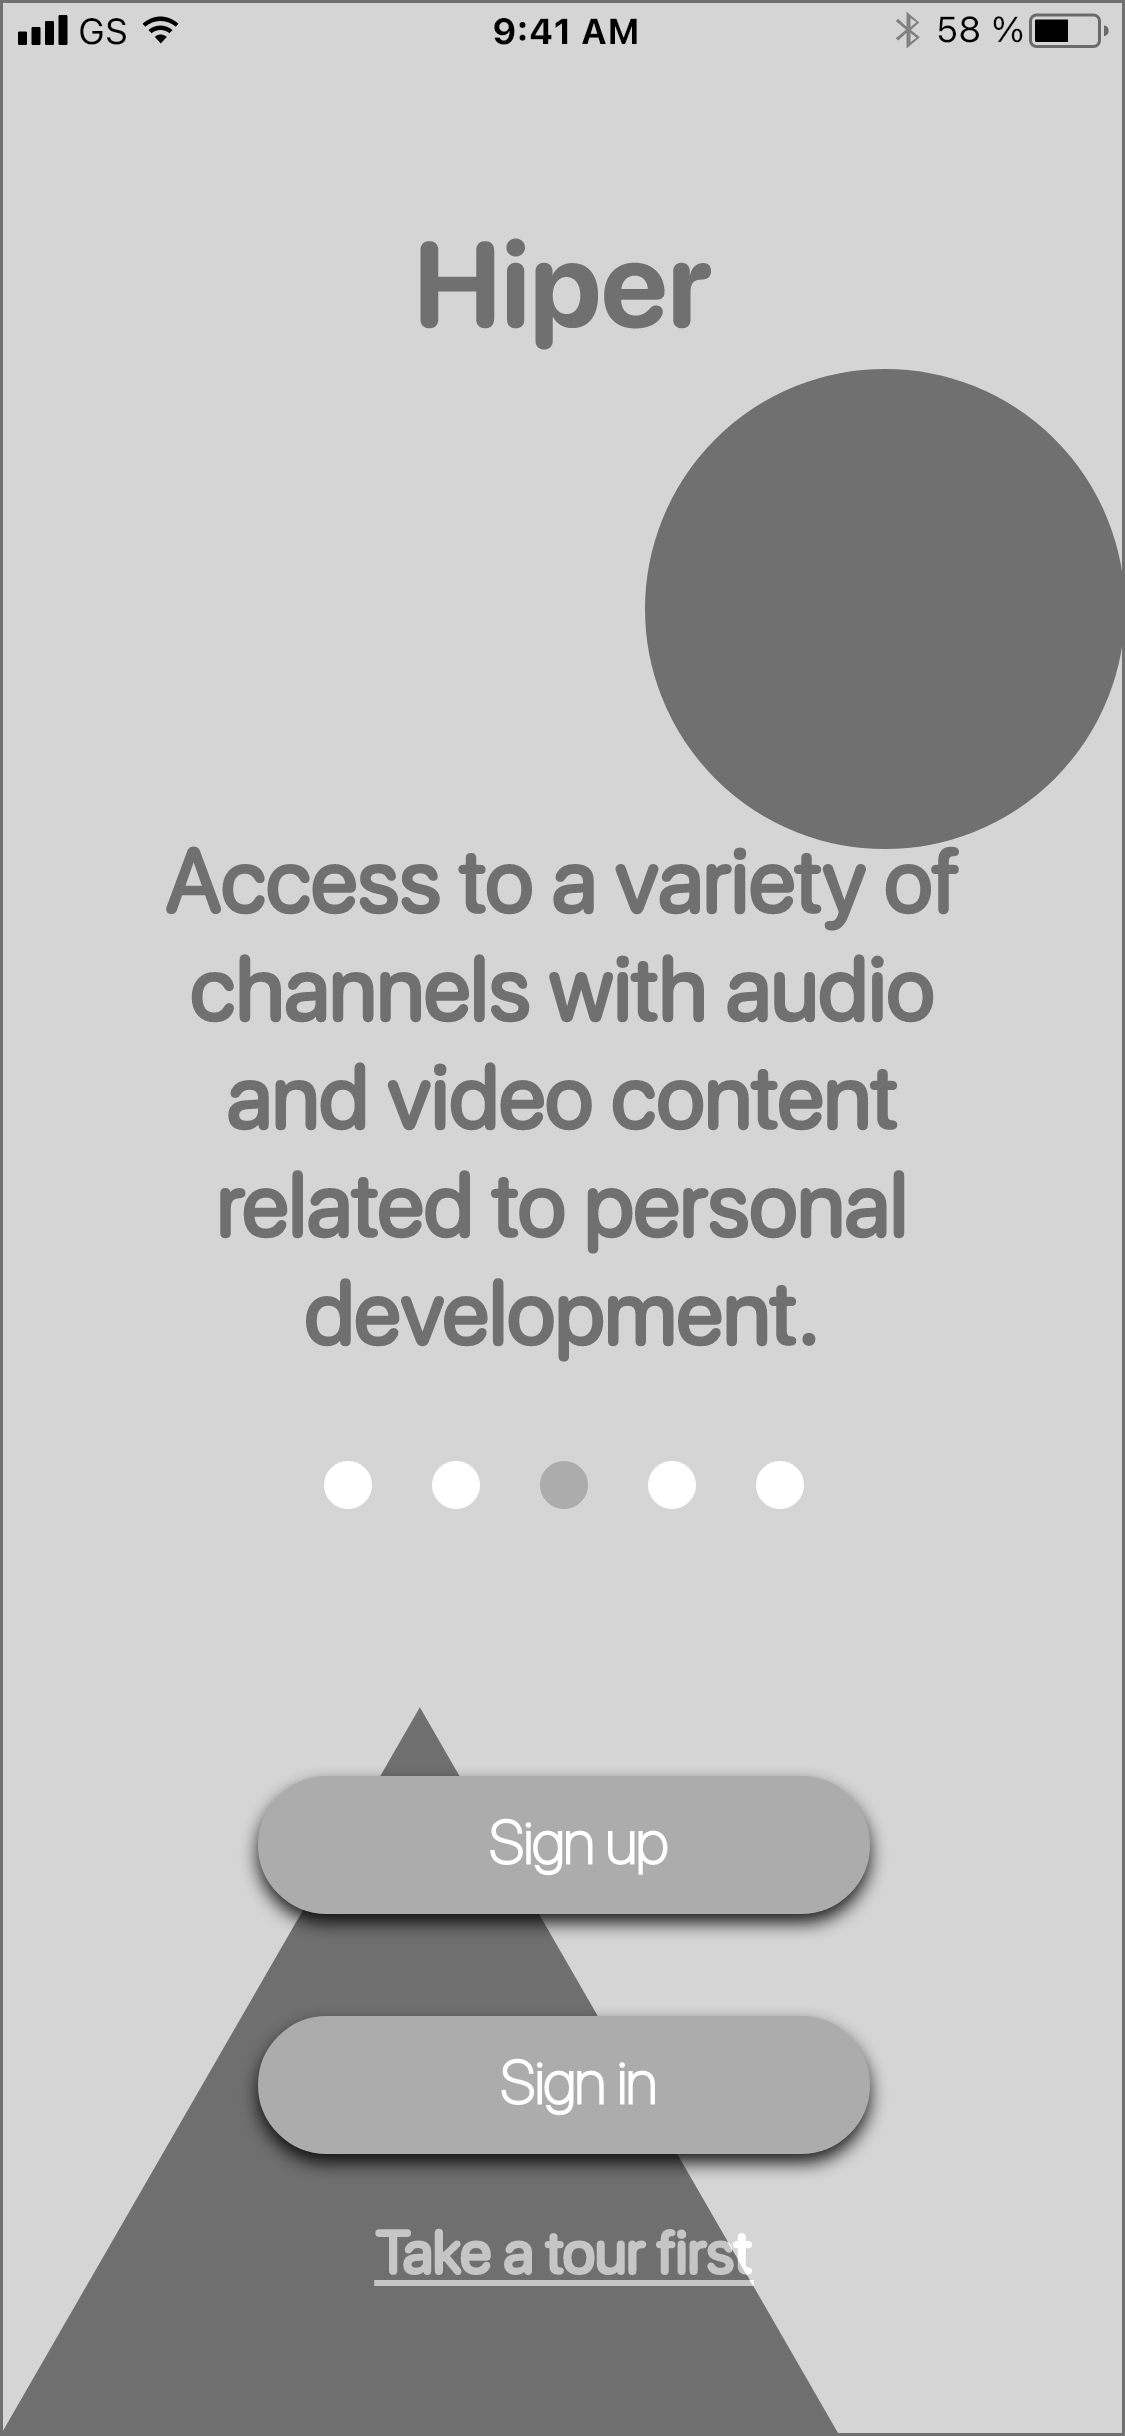 GS 9:41 AM 58 %
Hiper
Access to a variety of
channels with audio
and video content
related to personal
development.
Sign up
Sign in
Take a tour first